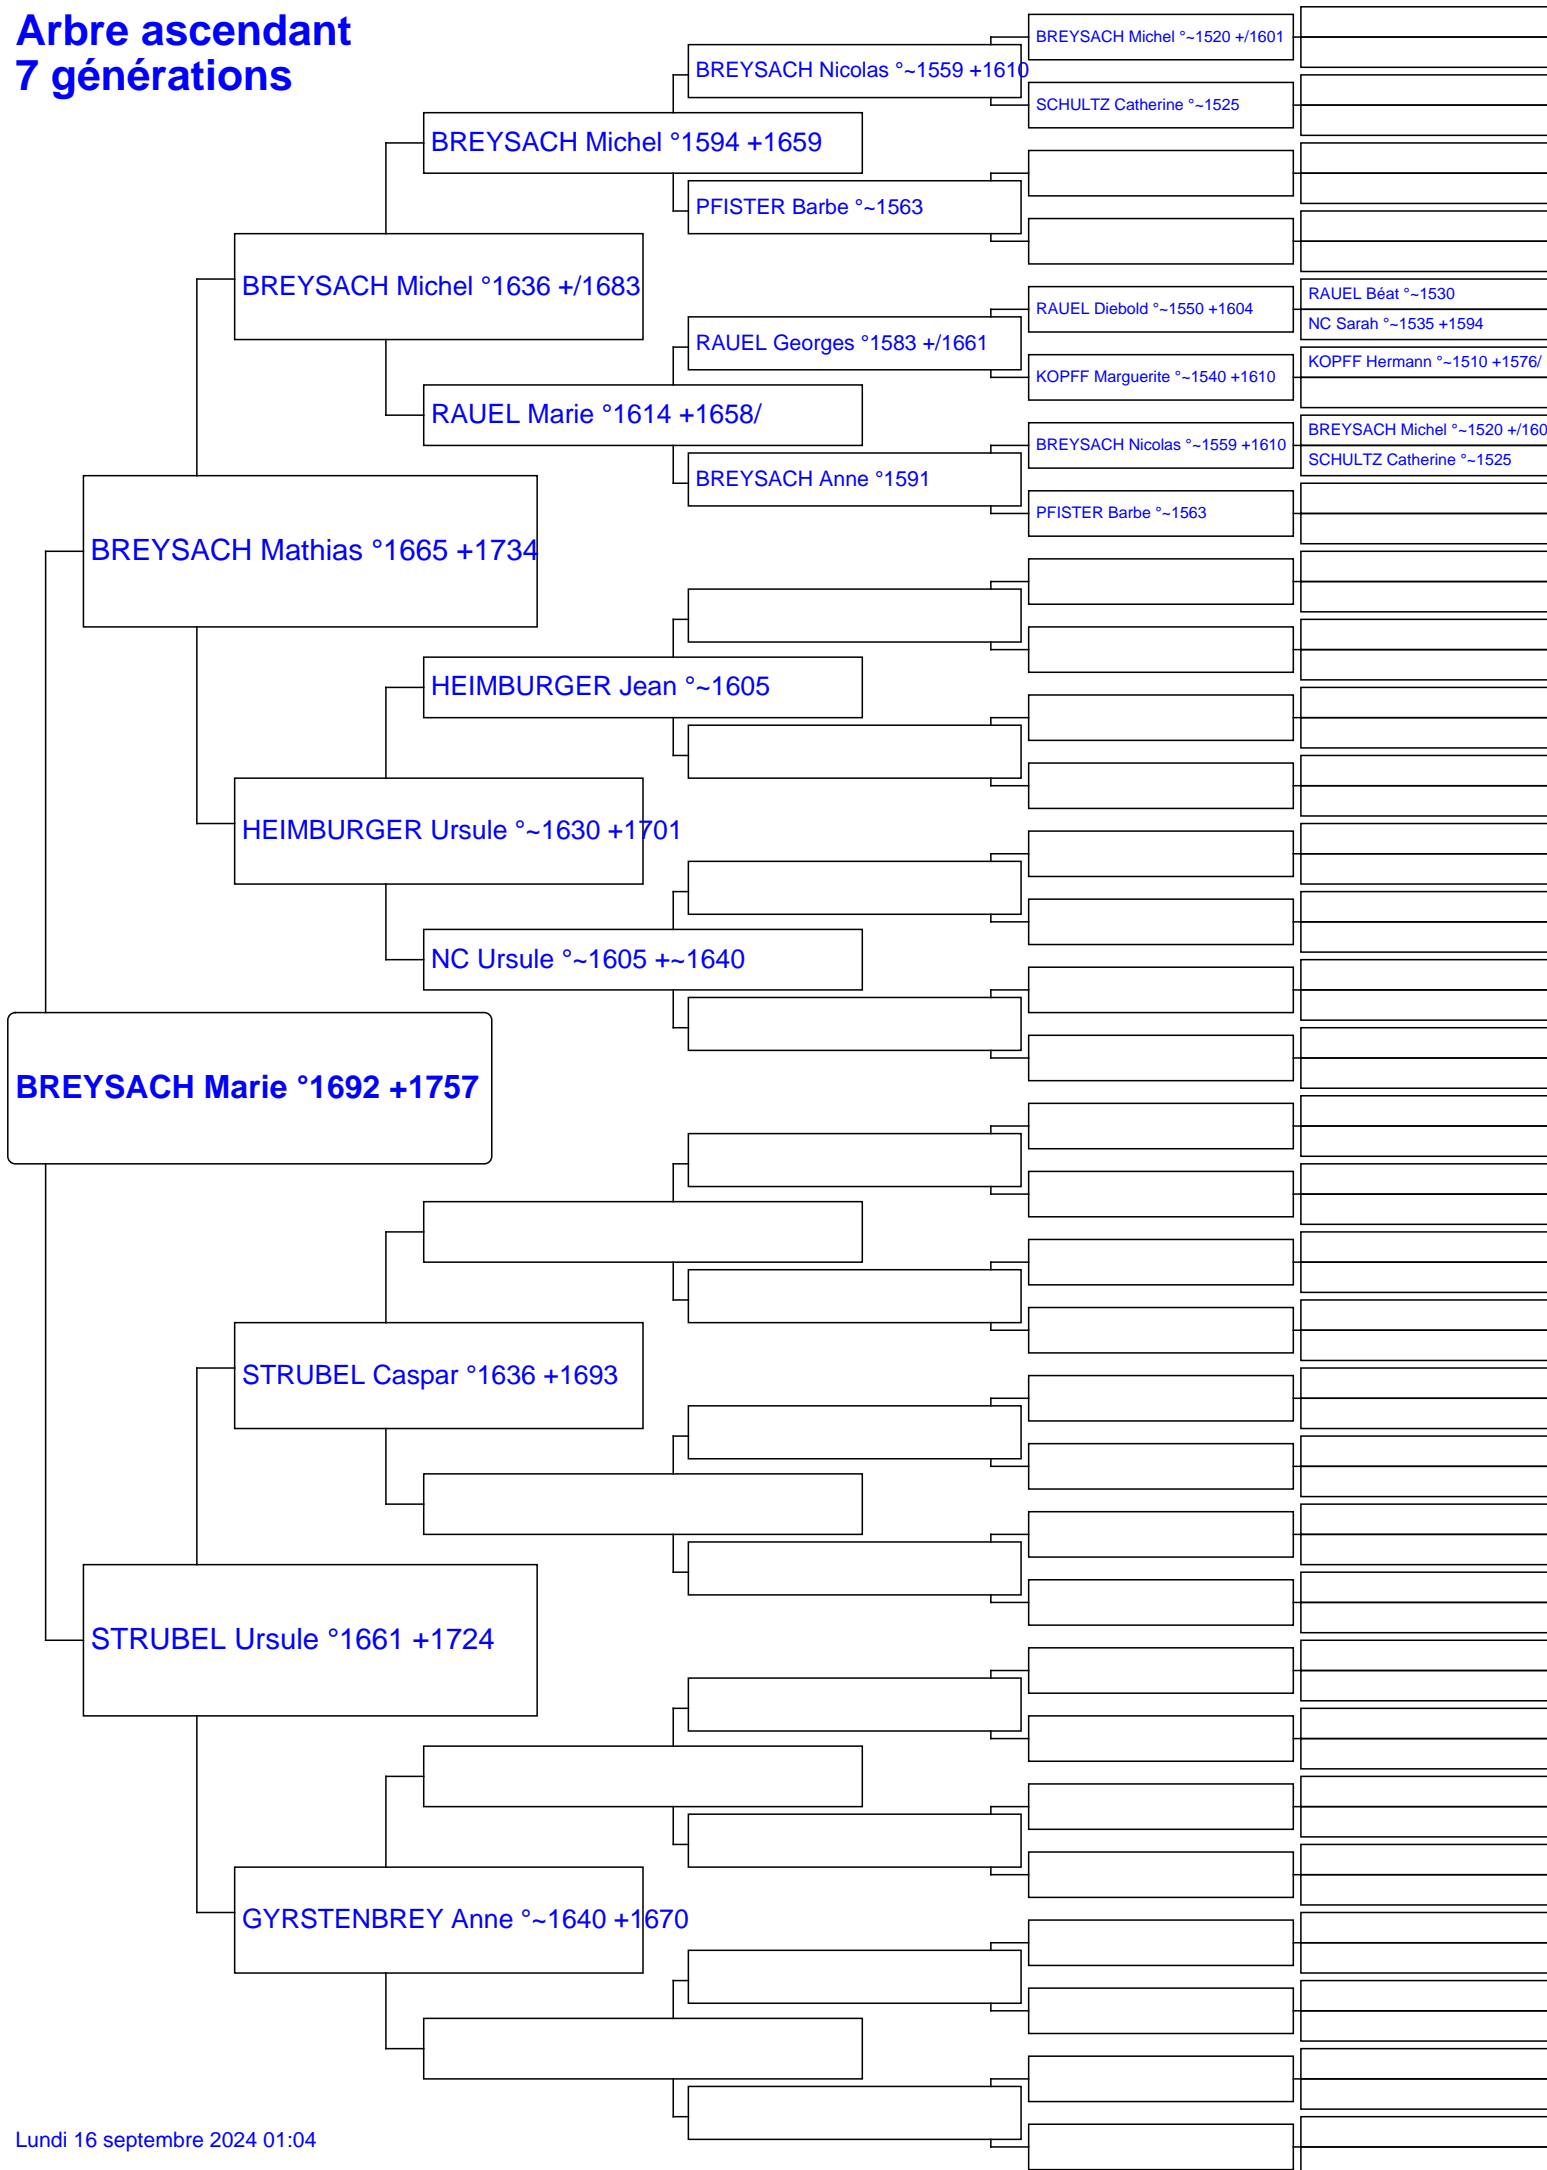 Arbre ascendant
7 générations
BREYSACH Marie °1692 +1757
BREYSACH Mathias °1665 +1734
STRUBEL Ursule °1661 +1724
BREYSACH Michel °1636 +/1683
HEIMBURGER Ursule °~1630 +1701
STRUBEL Caspar °1636 +1693
GYRSTENBREY Anne °~1640 +1670
BREYSACH Michel °1594 +1659
RAUEL Marie °1614 +1658/
HEIMBURGER Jean °~1605
NC Ursule °~1605 +~1640
BREYSACH Nicolas °~1559 +1610
PFISTER Barbe °~1563
RAUEL Georges °1583 +/1661
BREYSACH Anne °1591
BREYSACH Michel °~1520 +/1601
SCHULTZ Catherine °~1525
RAUEL Diebold °~1550 +1604
KOPFF Marguerite °~1540 +1610
BREYSACH Nicolas °~1559 +1610
PFISTER Barbe °~1563
RAUEL Béat °~1530
NC Sarah °~1535 +1594
KOPFF Hermann °~1510 +1576/
BREYSACH Michel °~1520 +/160
SCHULTZ Catherine °~1525
Lundi 16 septembre 2024 01:04